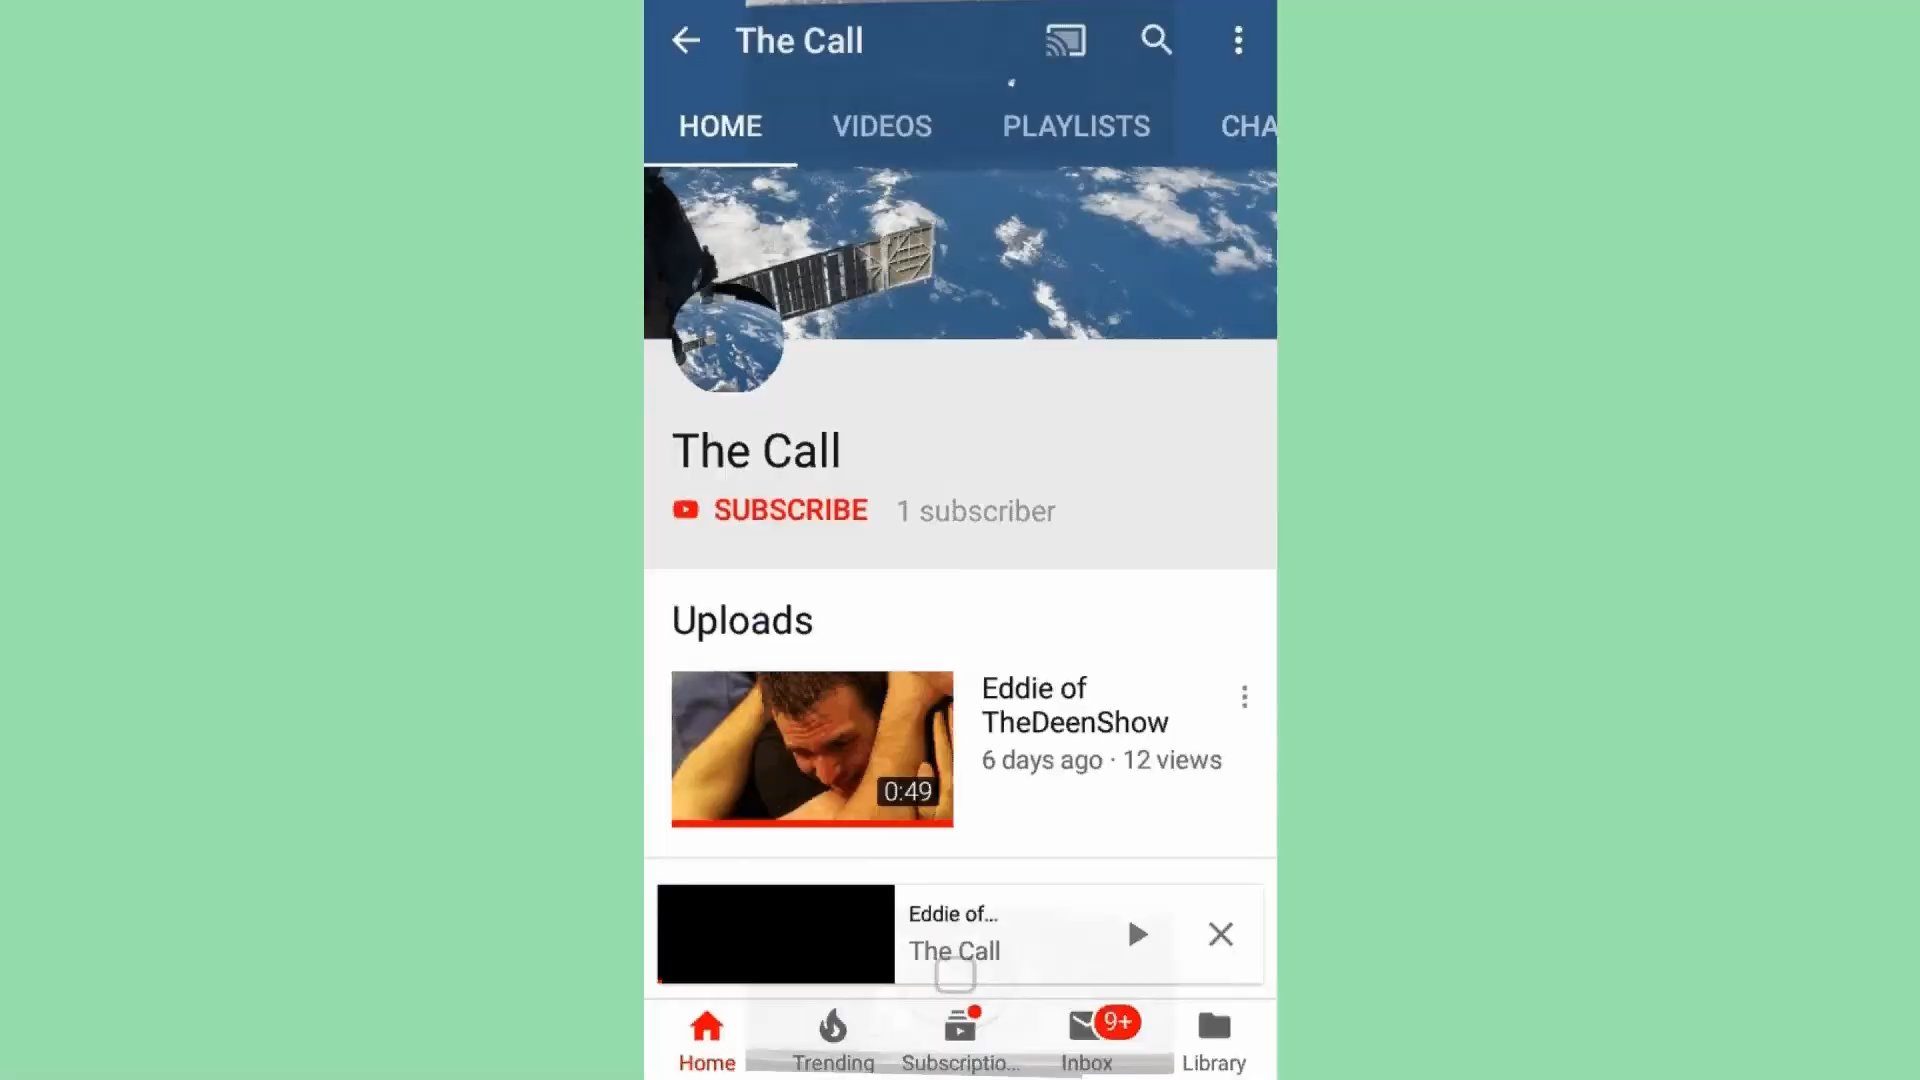 The Call
HOME VIDEOS PLAYLISTS CHA
The Call
SUBSCRIBE 1 subscriber
Uploads
Eddie of
TheDeenShow
6 days ago · 12 views
0:49
Eddie of...
The Call
9+
Home Trending Subscriptio... Inbox Library